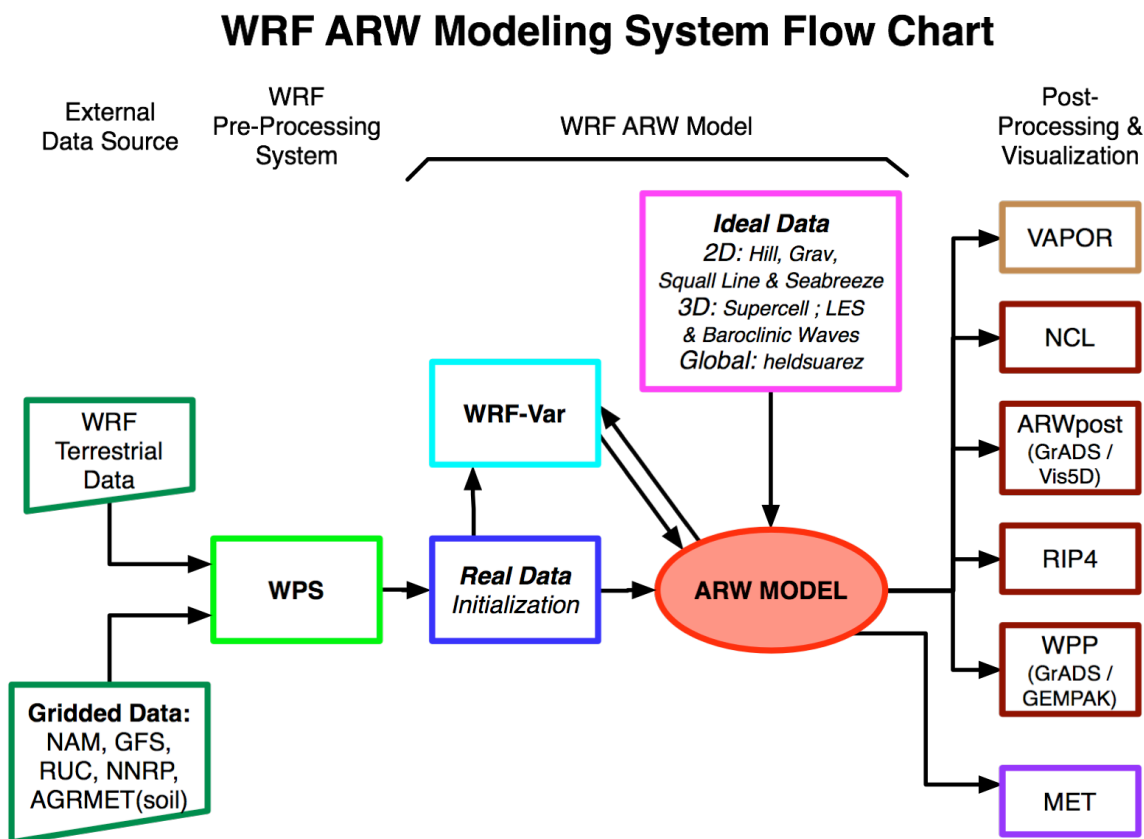 WRF ARW Modeling System Flow Chart
External
Data Source
WRF
Pre-Processing
System
WRF ARW Model
Post-
Processing &
Visualization
Ideal Data
2D: Hill, Grav,
Squall Line & Seabreeze
3D: Supercell ; LES
& Baroclinic Waves
Global: heldsuarez
VAPOR
NCL
WRF
Terrestrial
Data
WRF-Var
ARWpost
(GrADS /
Vis5D)
WPS
Real Data
Initialization
ARW MODEL
RIP4
WPP
(GrADS /
GEMPAK)
Gridded Data:
NAM, GFS,
RUC, NNRP,
AGRMET(soil)
MET